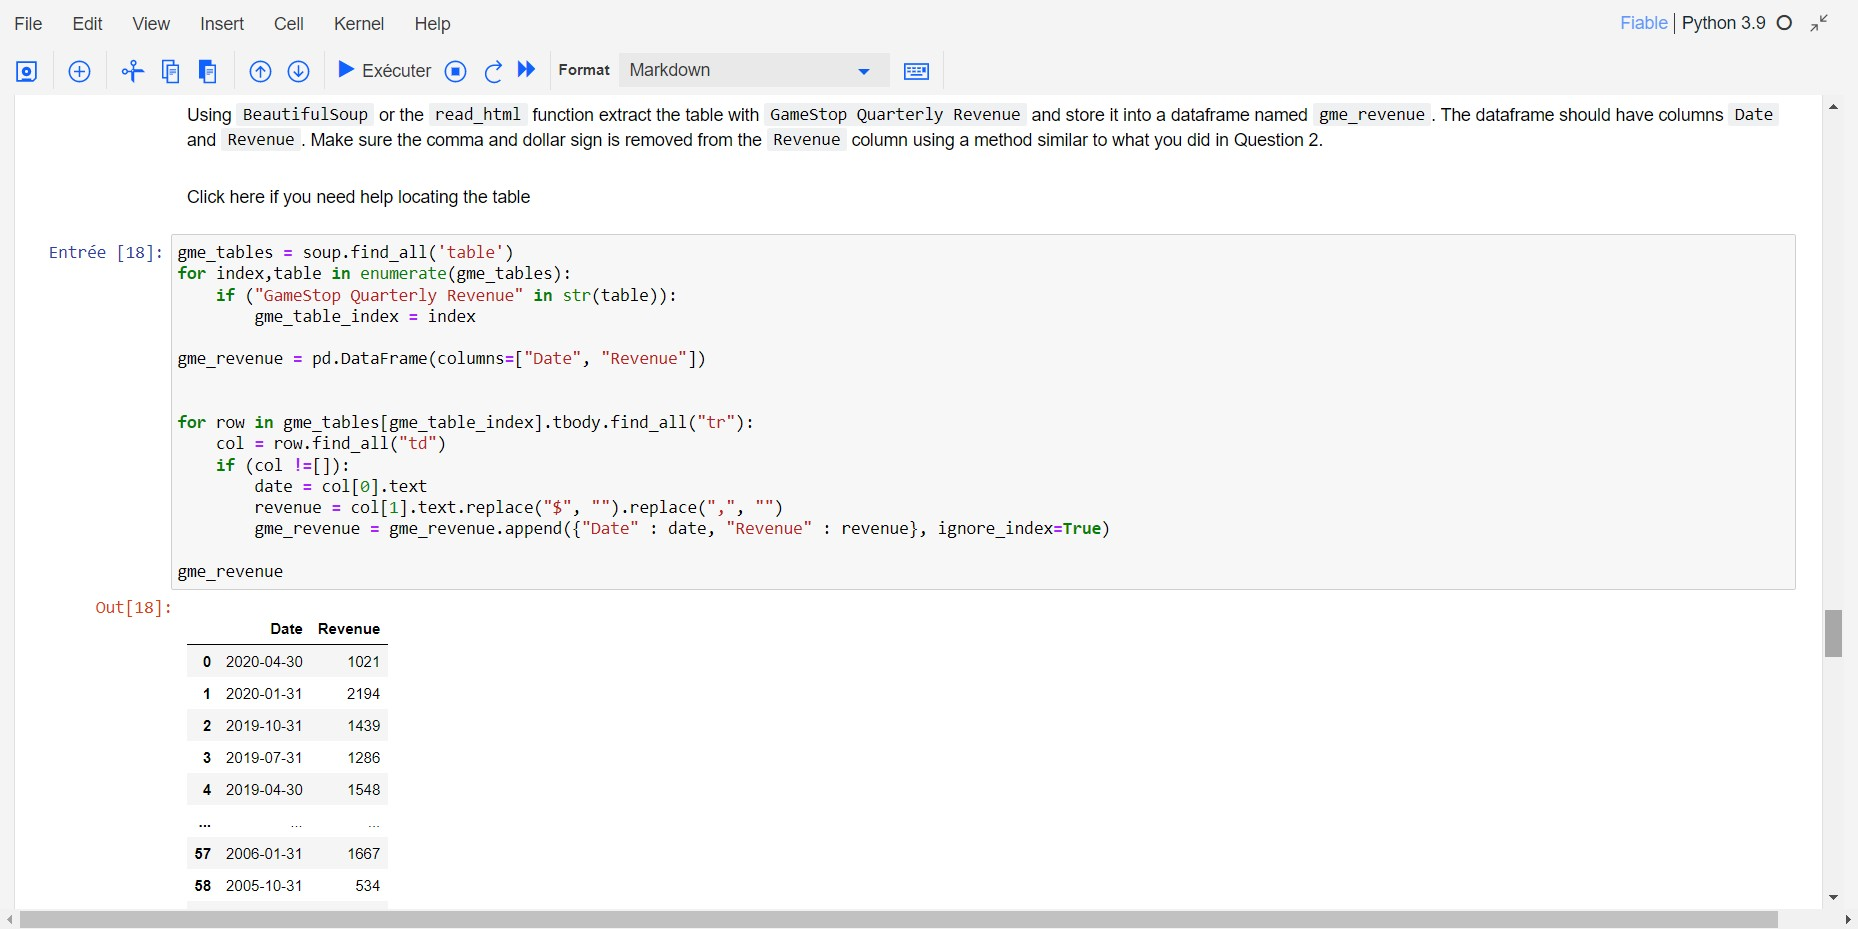 File Edit View Insert Cell Kernel Help Fiable Python 3.9
Exécuter Format Markdown
Using BeautifulSoup or the read_html function extract the table with GameStop Quarterly Revenue and store it into a dataframe named gme_revenue . The dataframe should have columns Date
and Revenue . Make sure the comma and dollar sign is removed from the Revenue column using a method similar to what you did in Question 2.
Click here if you need help locating the table
Entrée [18]: gme_tables = soup.find_all('table')
for index,table in enumerate(gme_tables):
    if ("GameStop Quarterly Revenue" in str(table)):
        gme_table_index = index
gme_revenue = pd.DataFrame(columns=["Date", "Revenue"])
for row in gme_tables[gme_table_index].tbody.find_all("tr"):
    col = row.find_all("td")
    if (col !=[]):
        date = col[0].text
        revenue = col[1].text.replace("$", "").replace(",", "")
        gme_revenue = gme_revenue.append({"Date" : date, "Revenue" : revenue}, ignore_index=True)
gme_revenue
Out[18]:
Date Revenue
0 2020-04-30 1021
1 2020-01-31 2194
2 2019-10-31 1439
3 2019-07-31 1286
4 2019-04-30 1548
... ... ...
57 2006-01-31 1667
58 2005-10-31 534